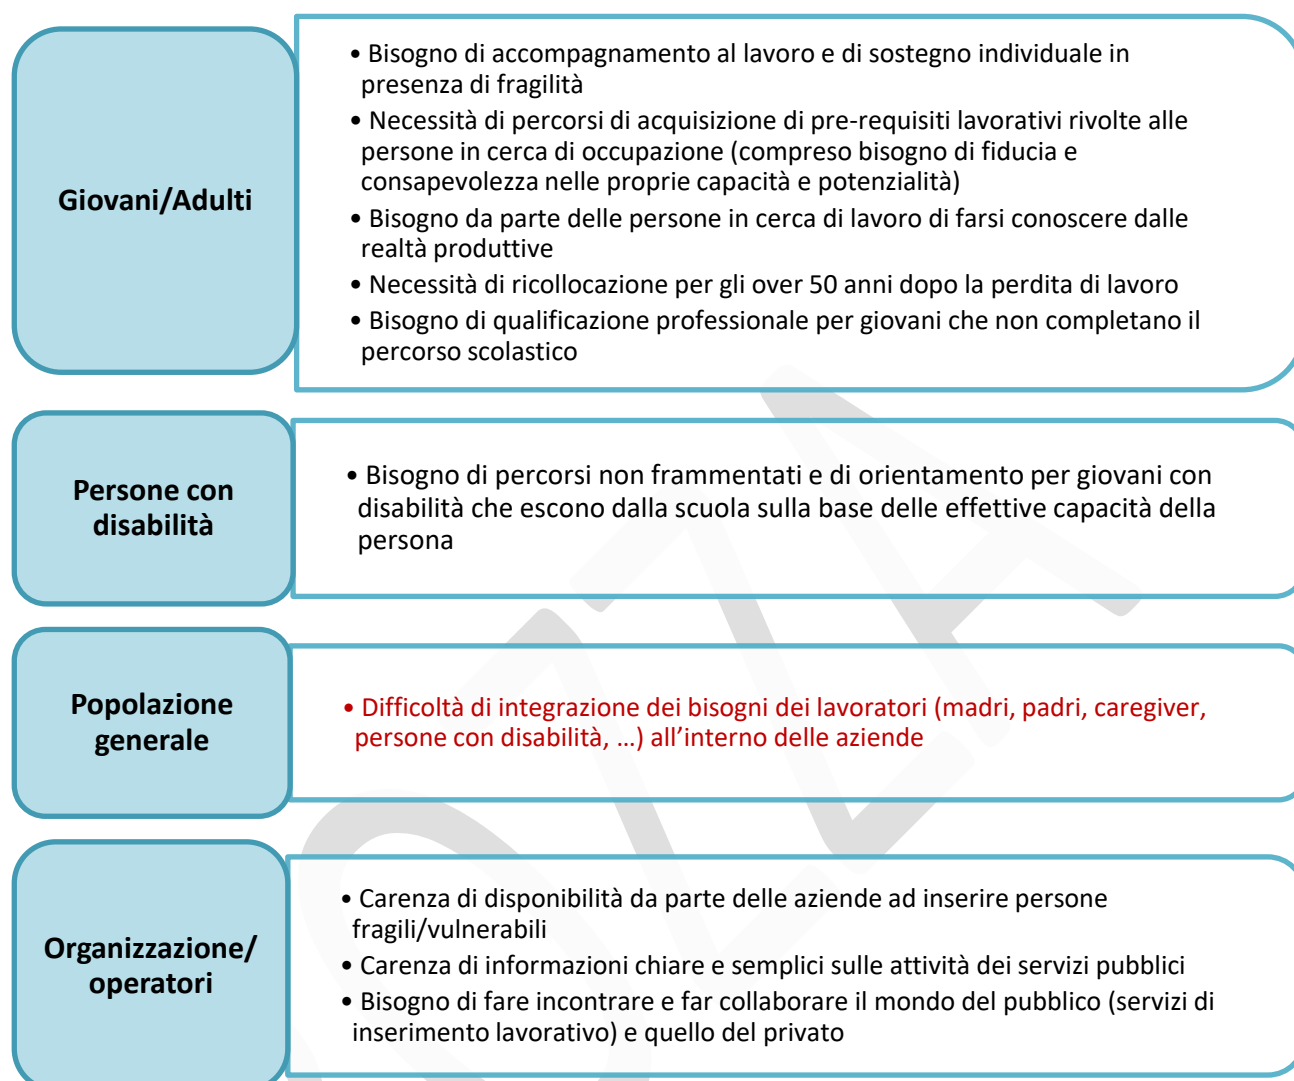 Giovani/Adulti
• Bisogno di accompagnamento al lavoro e di sostegno individuale in
presenza di fragilità
• Necessità di percorsi di acquisizione di pre-requisiti lavorativi rivolte alle
persone in cerca di occupazione (compreso bisogno di fiducia e
consapevolezza nelle proprie capacità e potenzialità)
• Bisogno da parte delle persone in cerca di lavoro di farsi conoscere dalle
realtà produttive
• Necessità di ricollocazione per gli over 50 anni dopo la perdita di lavoro
• Bisogno di qualificazione professionale per giovani che non completano il
percorso scolastico
Persone con
disabilità
• Bisogno di percorsi non frammentati e di orientamento per giovani con
disabilità che escono dalla scuola sulla base delle effettive capacità della
persona
Popolazione
generale
• Difficoltà di integrazione dei bisogni dei lavoratori (madri, padri, caregiver,
persone con disabilità, …) all’interno delle aziende
Organizzazione/
operatori
• Carenza di disponibilità da parte delle aziende ad inserire persone
fragili/vulnerabili
• Carenza di informazioni chiare e semplici sulle attività dei servizi pubblici
• Bisogno di fare incontrare e far collaborare il mondo del pubblico (servizi di
inserimento lavorativo) e quello del privato